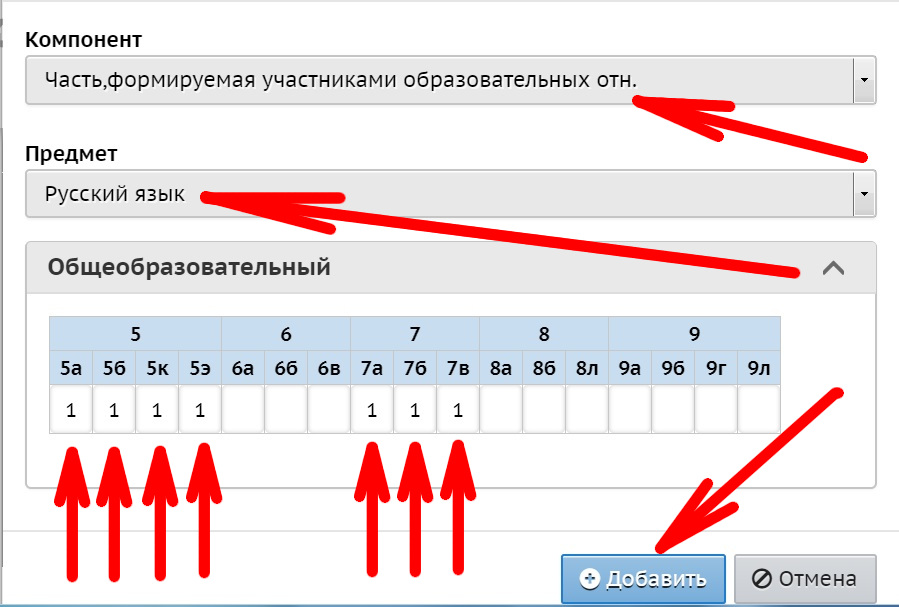 Компонент
Часть,формируемая участниками образовательных отн.
Предмет
Русский язык
Общеобразовательный
5 6 7 8 9
5а 5б 5к 5э 6а 6б 6в 7а 7б 7в 8а 8б 8л 9а 9б 9г 9л
1 1 1 1 1 1 1
Добавить Отмена